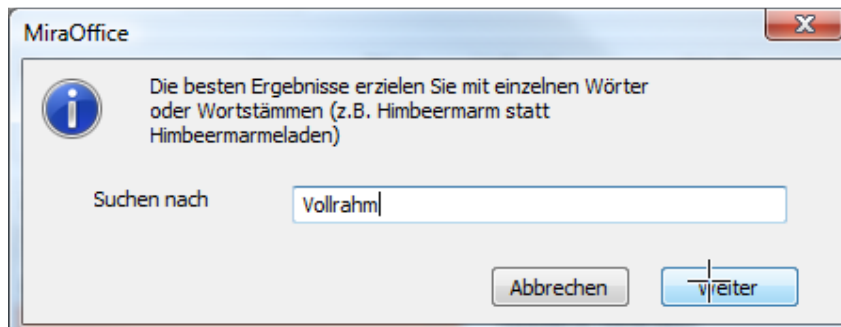 MiraOffice
Die besten Ergebnisse erzielen Sie mit einzelnen Wörter
oder Wortstämmen (z.B. Himbeermarm statt
Himbeermarmeladen)
Suchen nach
Vollrahm
Abbrechen
Weiter